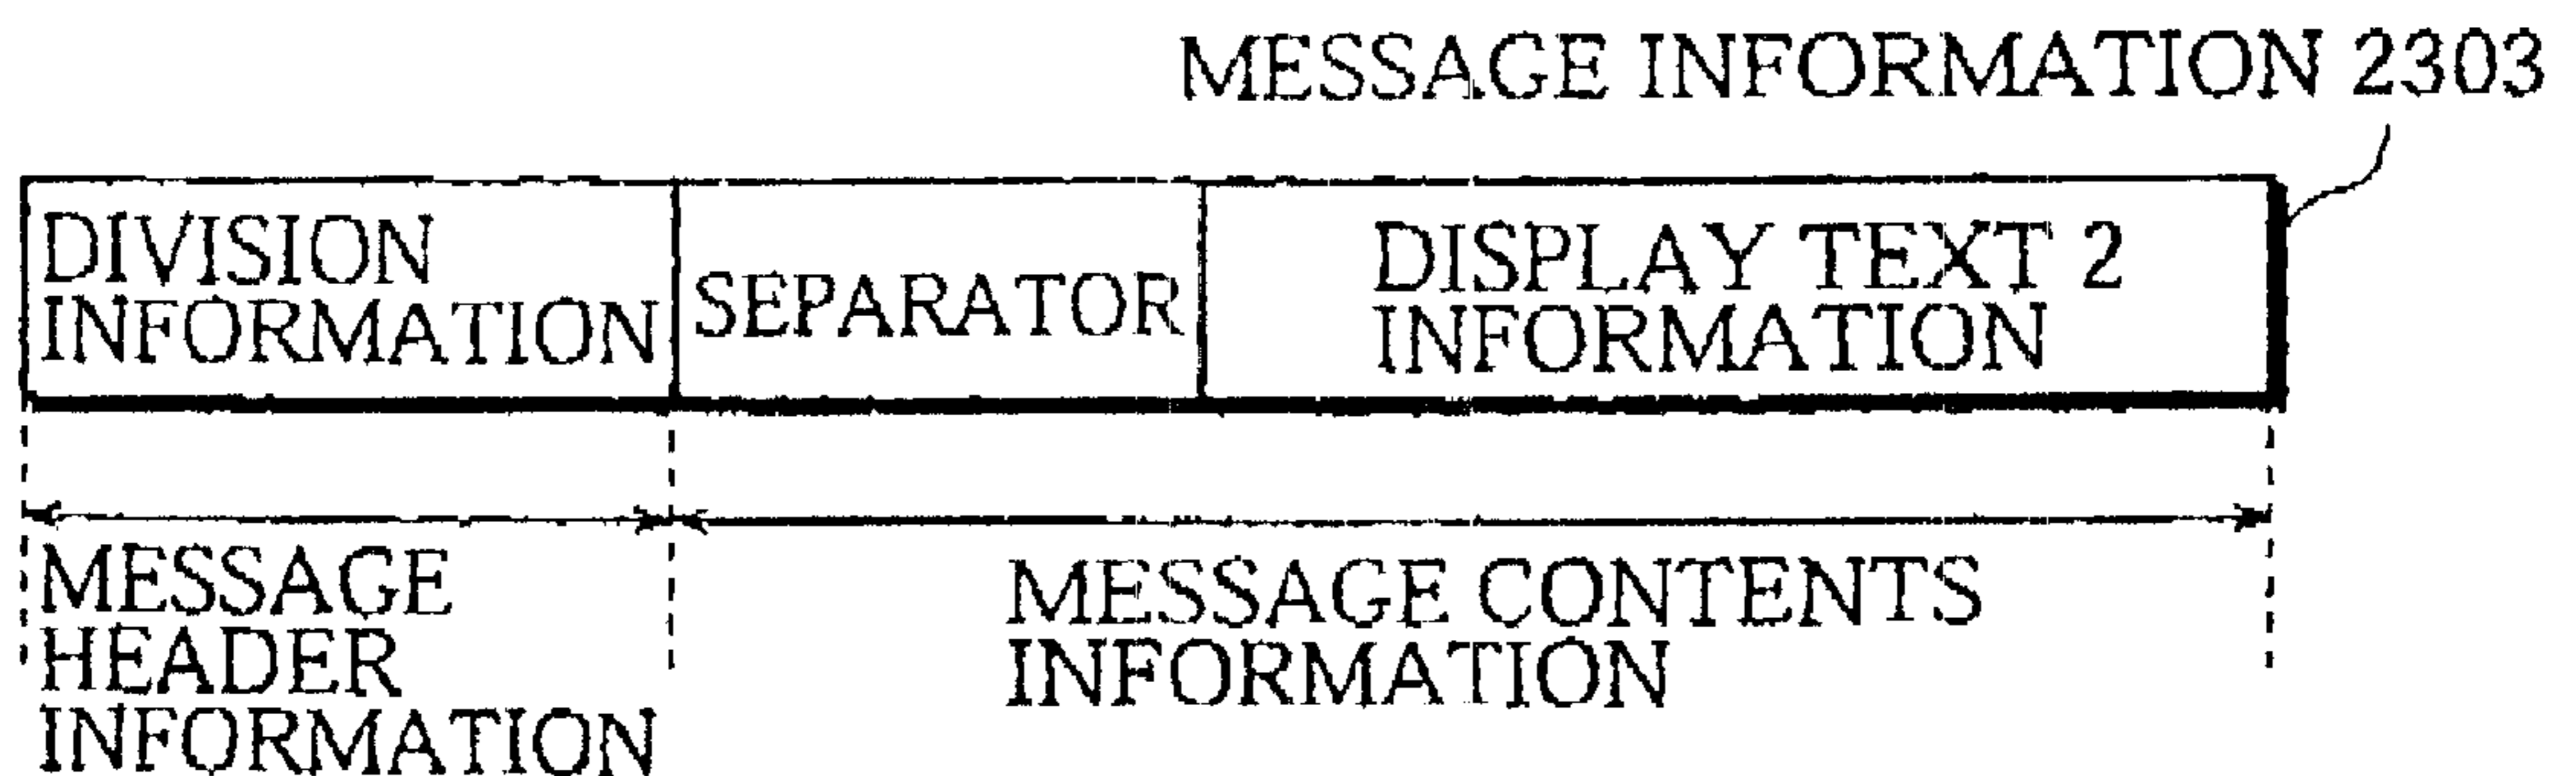 MESSAGE INFORMATION 2303
DIVISION
INFORMATION
SEPARATOR
DISPLAY TEXT 2
INFORMATION
MESSAGE
HEADER
INFORMATION
MESSAGE CONTENTS
INFORMATION